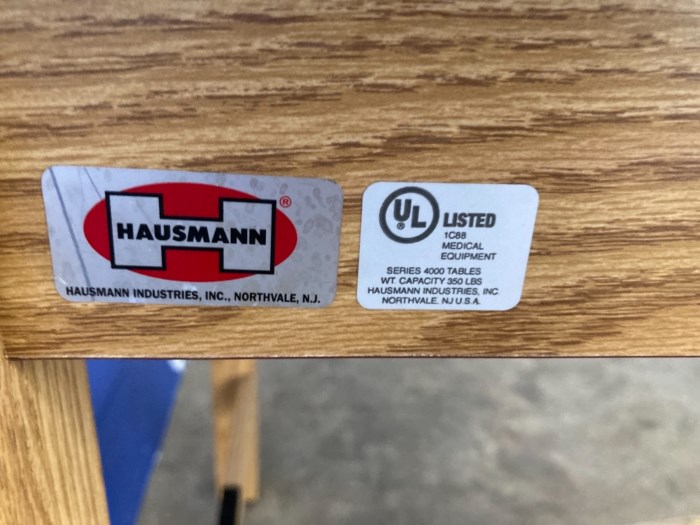 HAUSMANN
®
HAUSMANN INDUSTRIES, INC., NORTHVALE, N.J.
UL
®
LISTED
1C88
MEDICAL
EQUIPMENT
SERIES 4000 TABLES
WT. CAPACITY 350 LBS
HAUSMANN INDUSTRIES, INC.
NORTHVALE. NJ U.S.A.